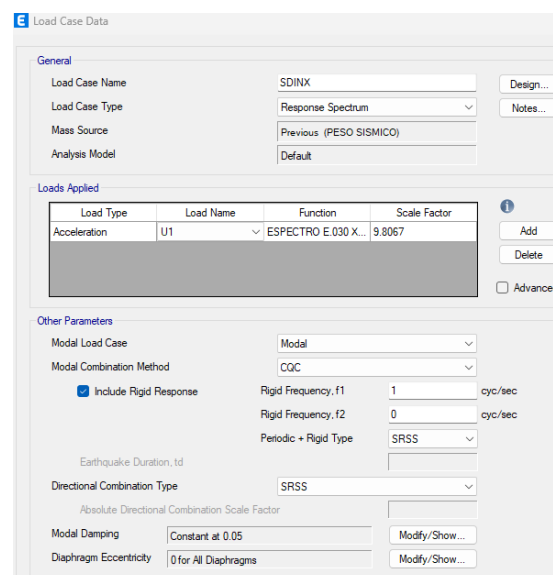 E Load Case Data
General
Load Case Name SDINX Design...
Load Case Type Response Spectrum Notes...
Mass Source Previous (PESO SISMICO)
Analysis Model Default
Loads Applied
Load Type Load Name Function Scale Factor
Acceleration U1 ESPECTRO E.030 X... 9.8067
Add
Delete
Advance
Other Parameters
Modal Load Case Modal
Modal Combination Method CQC
Include Rigid Response Rigid Frequency, f1 1 cyc/sec
Rigid Frequency, f2 0 cyc/sec
Periodic + Rigid Type SRSS
Earthquake Duration, td
Directional Combination Type SRSS
Absolute Directional Combination Scale Factor
Modal Damping Constant at 0.05 Modify/Show...
Diaphragm Eccentricity 0 for All Diaphragms Modify/Show...